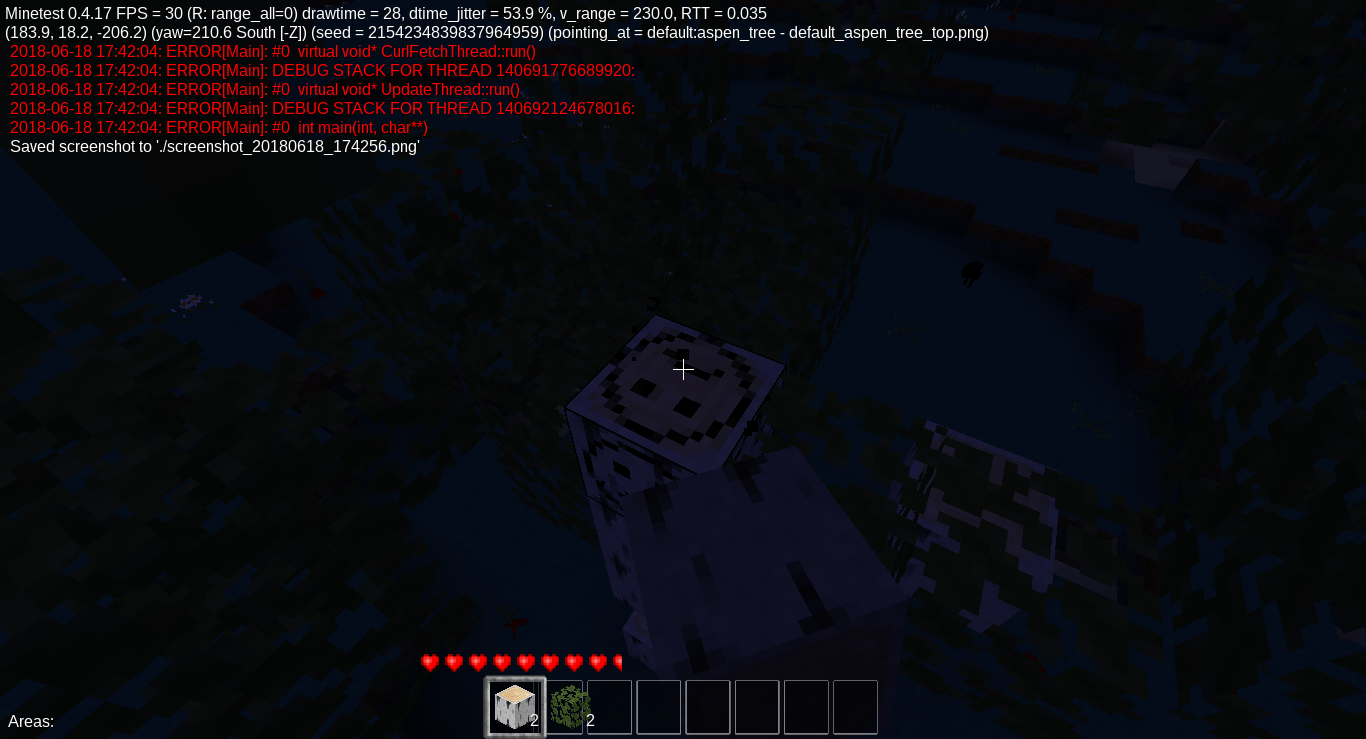 Minetest 0.4.17 FPS = 30 (R: range_all=0) drawtime = 28, dtime_jitter = 53.9 %, v_range = 230.0, RTT = 0.035
(183.9, 18.2, -206.2) (yaw=210.6 South [-Z]) (seed = 2154234839837964959) (pointing_at = default:aspen_tree - default_aspen_tree_top.png)
2018-06-18 17:42:04: ERROR[Main]: #0  virtual void* CurlFetchThread::run()
2018-06-18 17:42:04: ERROR[Main]: DEBUG STACK FOR THREAD 140691776689920:
2018-06-18 17:42:04: ERROR[Main]: #0  virtual void* UpdateThread::run()
2018-06-18 17:42:04: ERROR[Main]: DEBUG STACK FOR THREAD 140692124678016:
2018-06-18 17:42:04: ERROR[Main]: #0  int main(int, char**)
Saved screenshot to './screenshot_20180618_174256.png'
2 2
Areas: